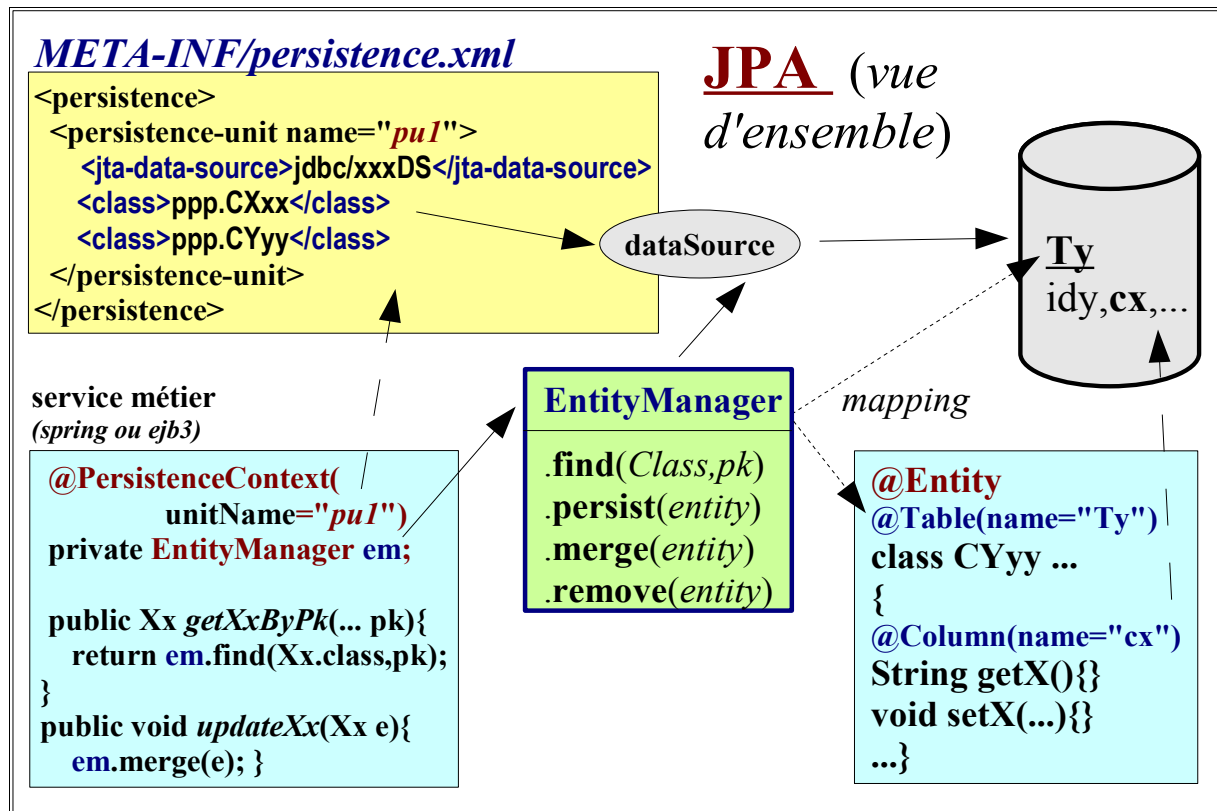 META-INF/persistence.xml
<persistence>
<persistence-unit name="pu1">
<jta-data-source>jdbc/xxxDS</jta-data-source>
<class>ppp.CXxx</class>
<class>ppp.CYyy</class>
</persistence-unit>
</persistence>
JPA (vue
d'ensemble)
dataSource
Ty
idy,cx,...
service métier
(spring ou ejb3)
@PersistenceContext(
unitName="pu1")
private EntityManager em;
public Xx getXxByPk(... pk){
return em.find(Xx.class,pk);
}
public void updateXx(Xx e){
em.merge(e); }
EntityManager
.find(Class,pk)
.persist(entity)
.merge(entity)
.remove(entity)
mapping
@Entity
@Table(name="Ty")
class CYyy ...
{
@Column(name="cx")
String getX(){}
void setX(...){}
...}